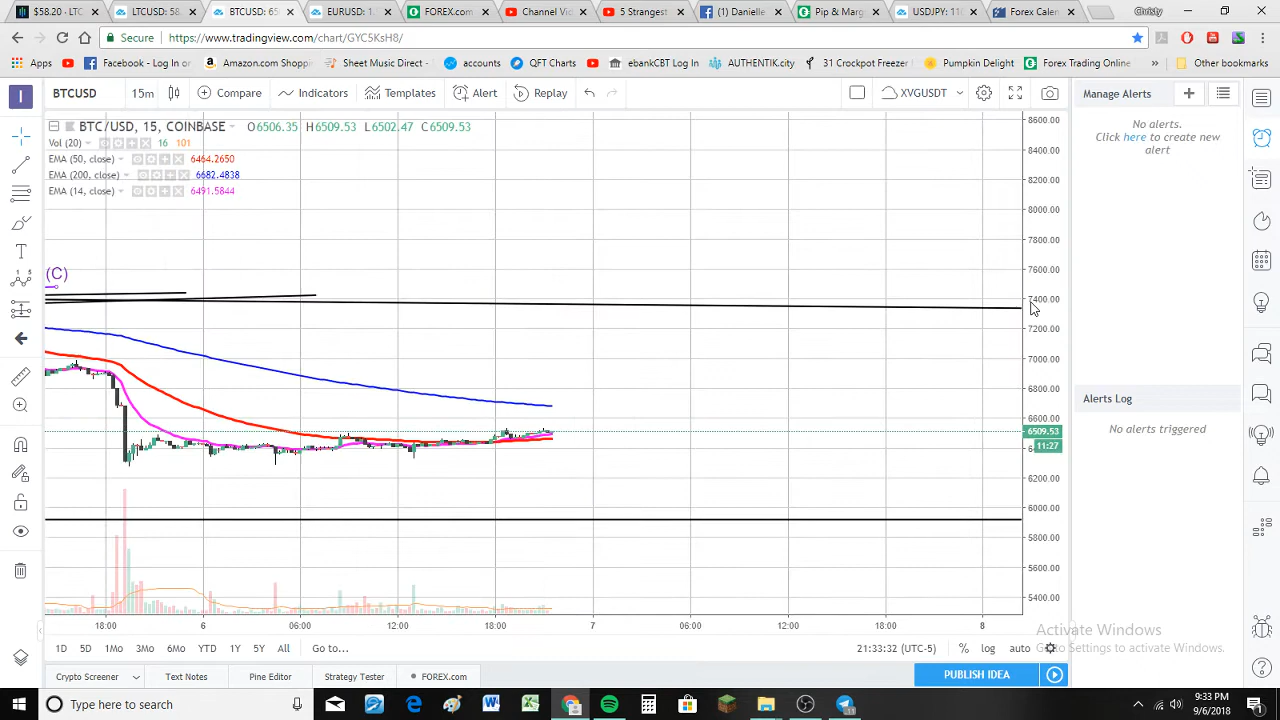 $58.20 - LTC
LTCUSD: 58
BTCUSD: 65
EURUSD: 1
FOREX.com:
Channel Vid
5 Strangest
(1) Danielle
Pip & Marg
USDJPY: 11
Forex Calen
Christy
Secure
https://www.tradingview.com/chart/GYC5KsH8/
Apps
Facebook - Log In or
Amazon.com Shoppin
Sheet Music Direct -
accounts
QFT Charts
ebankCBT Log In
AUTHENTIK.city
31 Crockpot Freezer
Pumpkin Delight
Forex Trading Online
Other bookmarks
I
BTCUSD
15m
Compare
Indicators
Templates
Alert
Replay
XVGUSDT
Manage Alerts
BTC/USD, 15, COINBASE
O6506.35 H6509.53 L6502.47 C6509.53
Vol (20)
16 101
EMA (50, close)
6464.2650
EMA (200, close)
6682.4838
EMA (14, close)
6491.5844
No alerts.
Click here to create new
alert
(C)
8600.00
8400.00
8200.00
8000.00
7800.00
7600.00
7400.00
7200.00
7000.00
6800.00
6600.00
6509.53
11:27
6200.00
6000.00
5800.00
5600.00
5400.00
Alerts Log
No alerts triggered
18:00
6
06:00
12:00
18:00
7
06:00
12:00
18:00
8
Activate Windows
Go to Settings to activate Windows.
1D 5D 1Mo 3Mo 6Mo YTD 1Y 5Y All Go to...
21:33:32 (UTC-5)
% log auto
Crypto Screener
Text Notes
Pine Editor
Strategy Tester
FOREX.com
PUBLISH IDEA
Type here to search
9:33 PM
9/6/2018